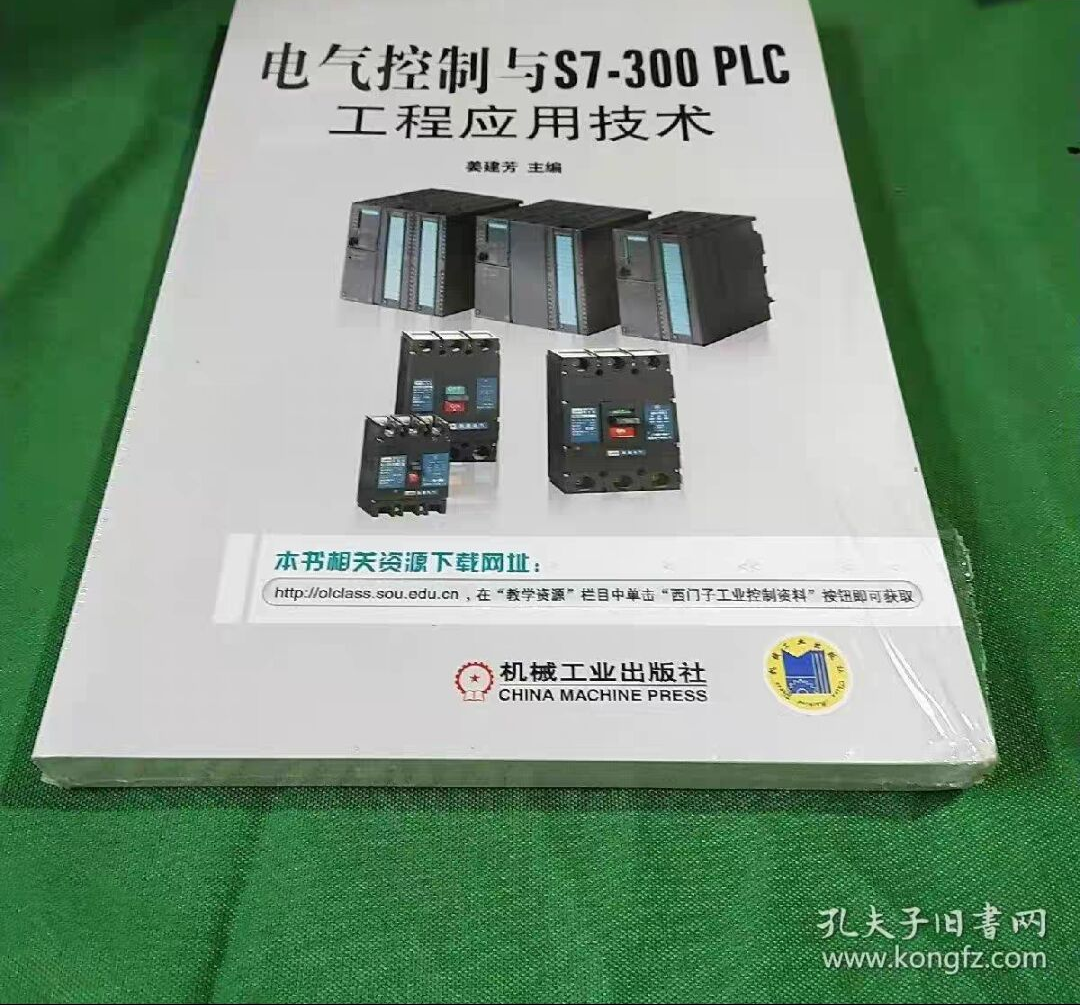 电气控制与S7-300 PLC
工程应用技术
姜建芳 主编
本书相关资源下载网址：
http://olclass.sou.edu.cn，在“教学资源”栏目中单击“西门子工业控制资料”按钮即可获取
机械工业出版社
CHINA MACHINE PRESS
孔夫子旧书网
www.kongfz.com